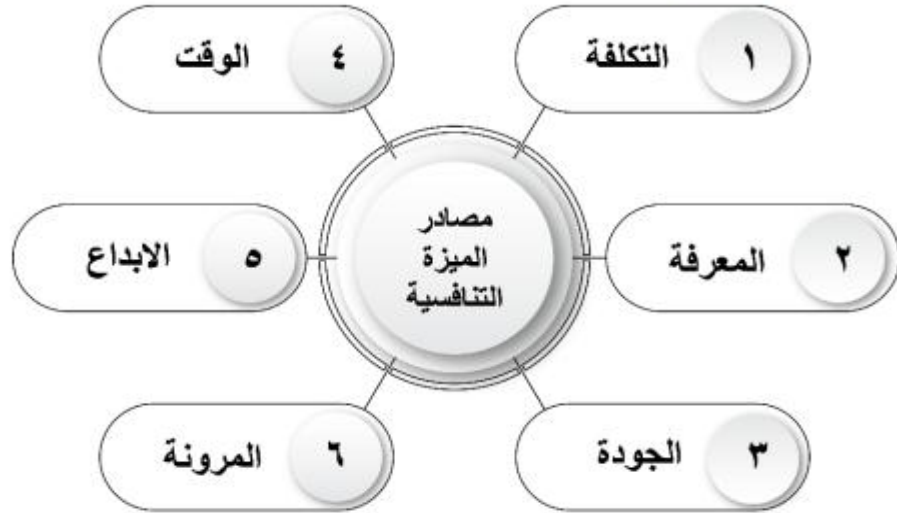 مصادر
الميزة
التنافسية
١ التكلفة
٢ المعرفة
٣ الجودة
٤ الوقت
٥ الابداع
٦ المرونة